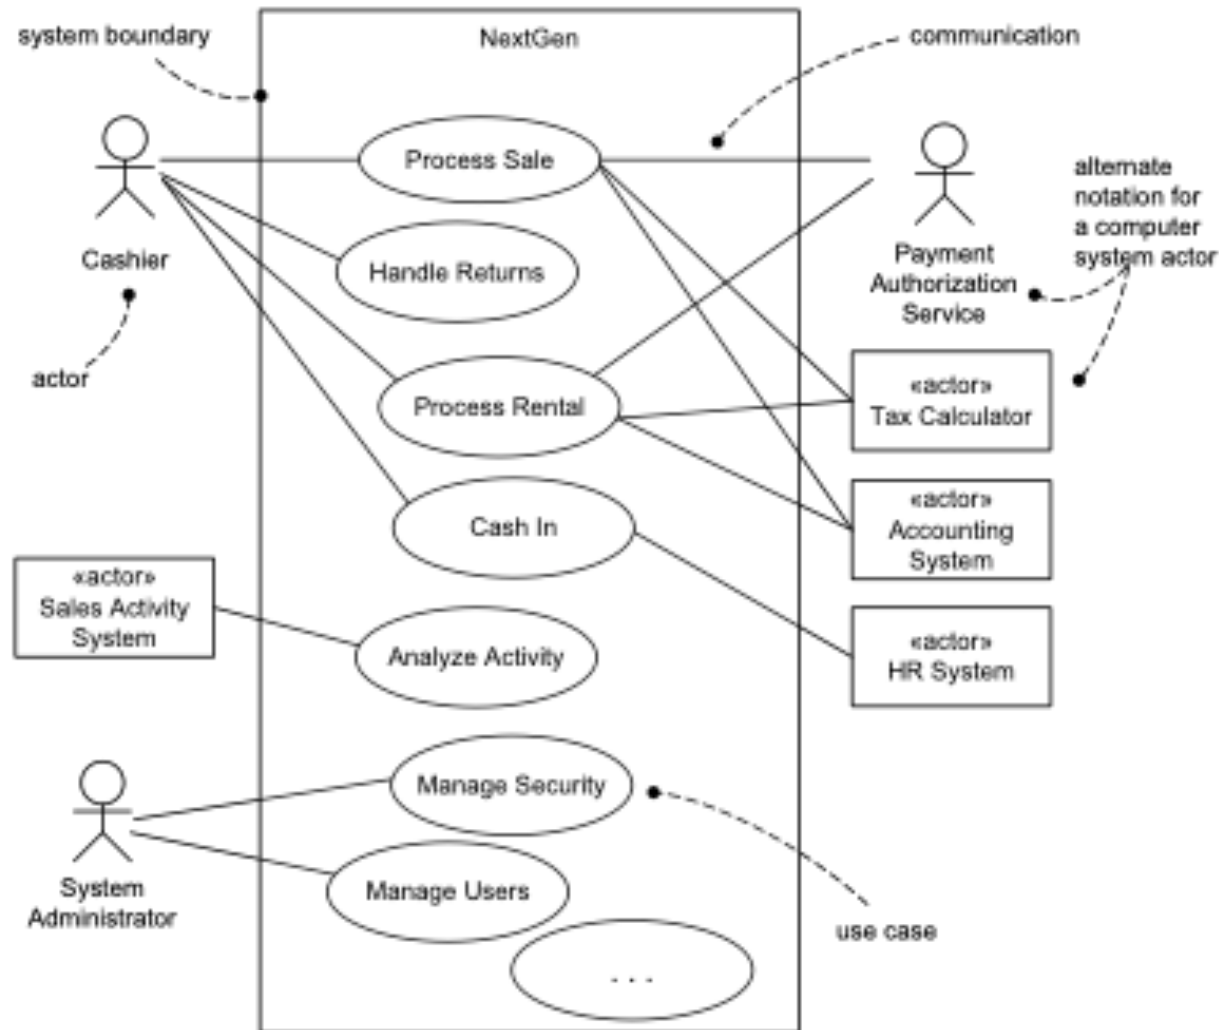 system boundary
NextGen
communication
Process Sale
alternate
notation for
a computer
system actor
Cashier
Handle Returns
Payment
Authorization
Service
actor
Process Rental
«actor»
Tax Calculator
Cash In
«actor»
Accounting
System
«actor»
Sales Activity
System
Analyze Activity
«actor»
HR System
Manage Security
System
Administrator
Manage Users
use case
. . .